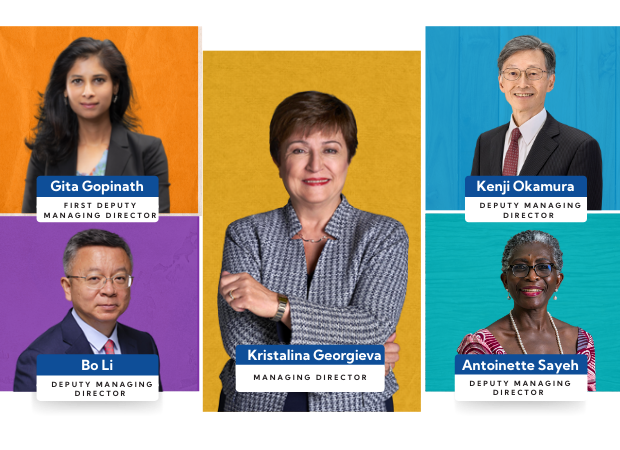 Gita Gopinath
FIRST DEPUTY
MANAGING DIRECTOR
Kristalina Georgieva
MANAGING DIRECTOR
Kenji Okamura
DEPUTY MANAGING
DIRECTOR
Bo Li
DEPUTY MANAGING
DIRECTOR
Antoinette Sayeh
DEPUTY MANAGING
DIRECTOR